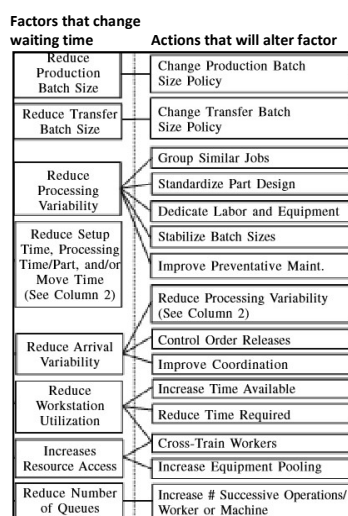 Factors that change
waiting time
Actions that will alter factor
Reduce
Production
Batch Size
Change Production Batch
Size Policy
Reduce Transfer
Batch Size
Change Transfer Batch
Size Policy
Reduce
Processing
Variability
Group Similar Jobs
Standardize Part Design
Dedicate Labor and Equipment
Stabilize Batch Sizes
Improve Preventative Maint.
Reduce Setup
Time, Processing
Time/Part, and/or
Move Time
(See Column 2)
Reduce Arrival
Variability
Reduce Processing Variability
(See Column 2)
Control Order Releases
Improve Coordination
Reduce
Workstation
Utilization
Increase Time Available
Reduce Time Required
Cross-Train Workers
Increases
Resource Access
Increase Equipment Pooling
Reduce Number
of Queues
Increase # Successive Operations/
Worker or Machine